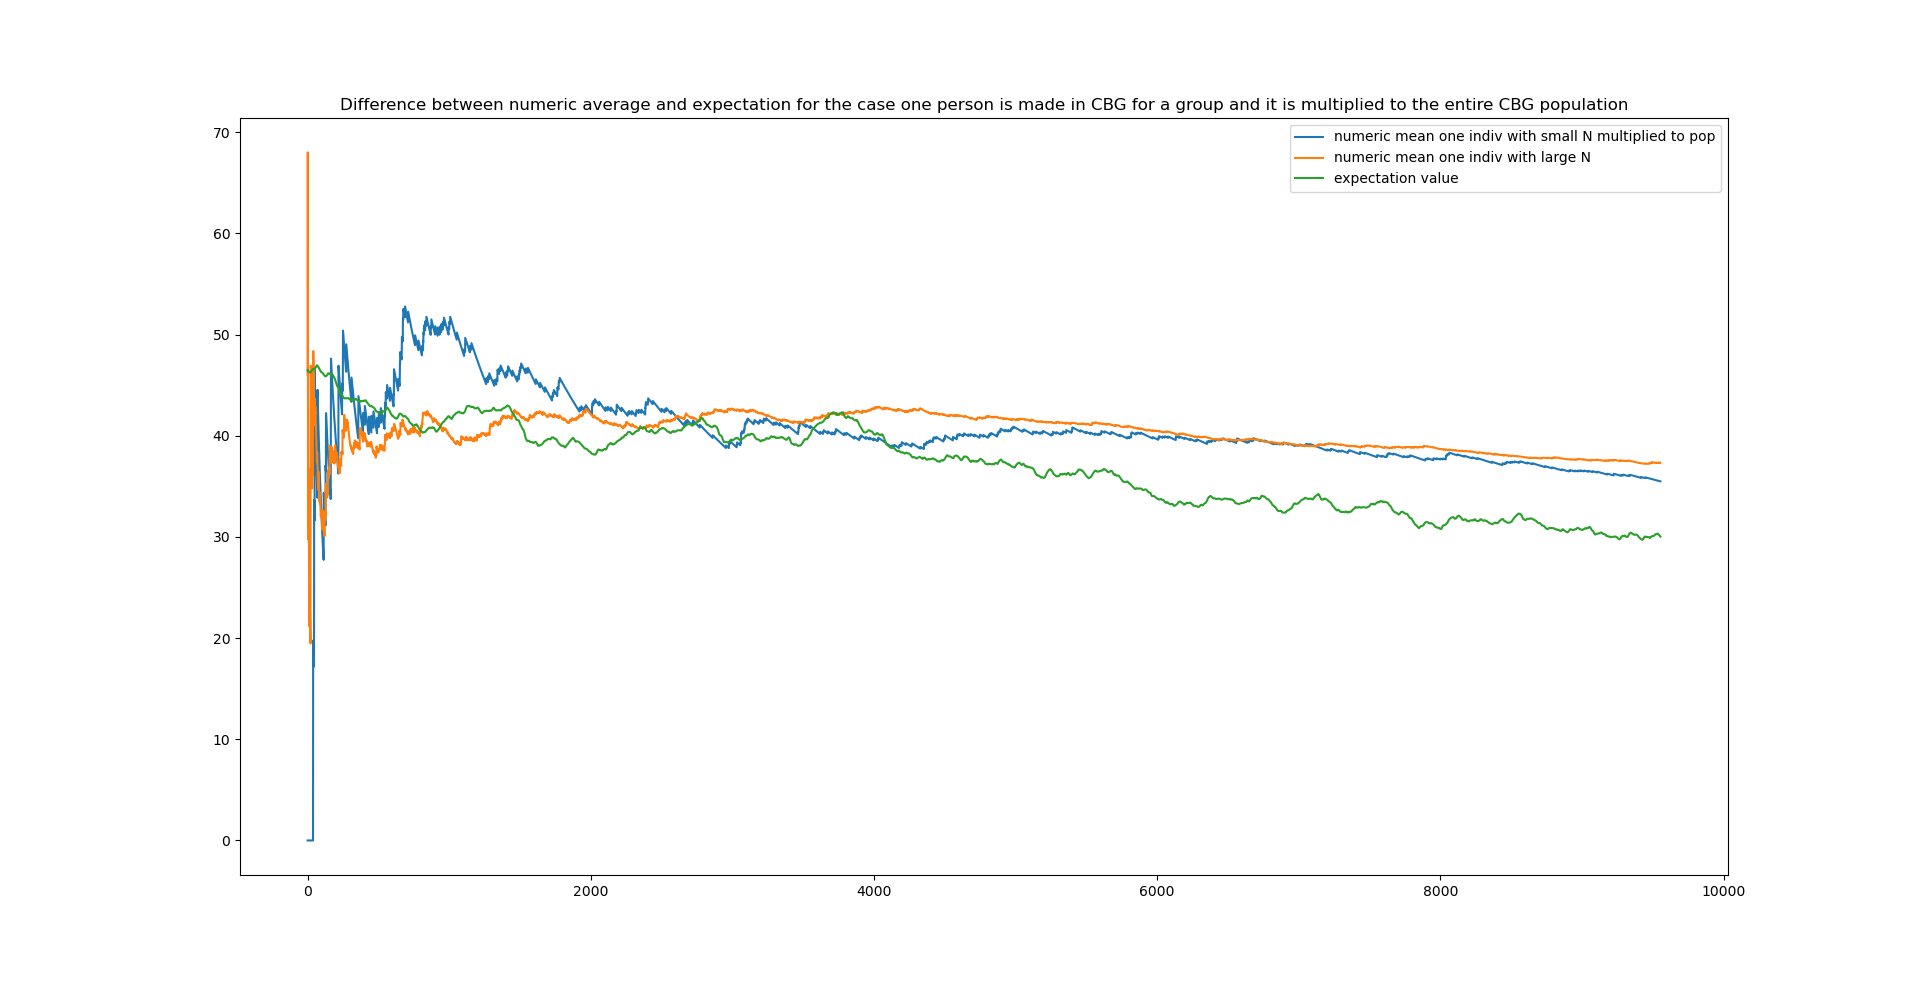 Difference between numeric average and expectation for the case one person is made in CBG for a group and it is multiplied to the entire CBG population
70
60
50
40
30
20
10
0
numeric mean one indiv with small N multiplied to pop
numeric mean one indiv with large N
expectation value
0 2000 4000 6000 8000 10000